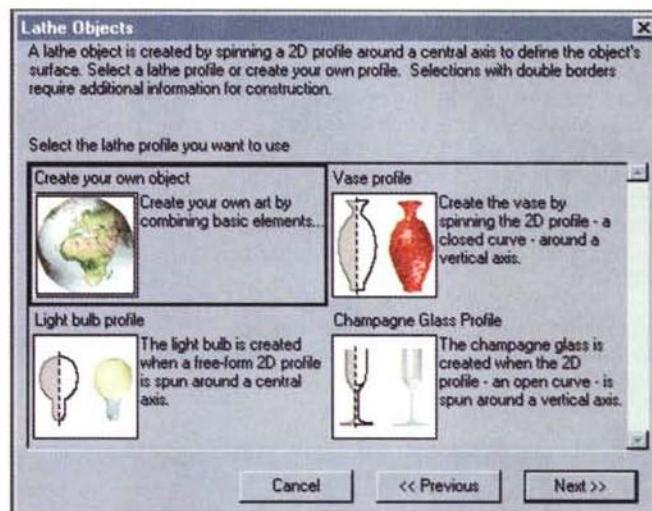 Lathe Objects
A lathe object is created by spinning a 2D profile around a central axis to define the object's
surface. Select a lathe profile or create your own profile. Selections with double borders
require additional information for construction.
Select the lathe profile you want to use
Create your own object
Create your own art by
combining basic elements...
Vase profile
Create the vase by
spinning the 2D profile - a
closed curve - around a
vertical axis.
Light bulb profile
The light bulb is created
when a free-form 2D profile
is spun around a central
axis.
Champagne Glass Profile
The champagne glass is
created when the 2D
profile - an open curve - is
spun around a vertical axis.
Cancel
<< Previous
Next >>